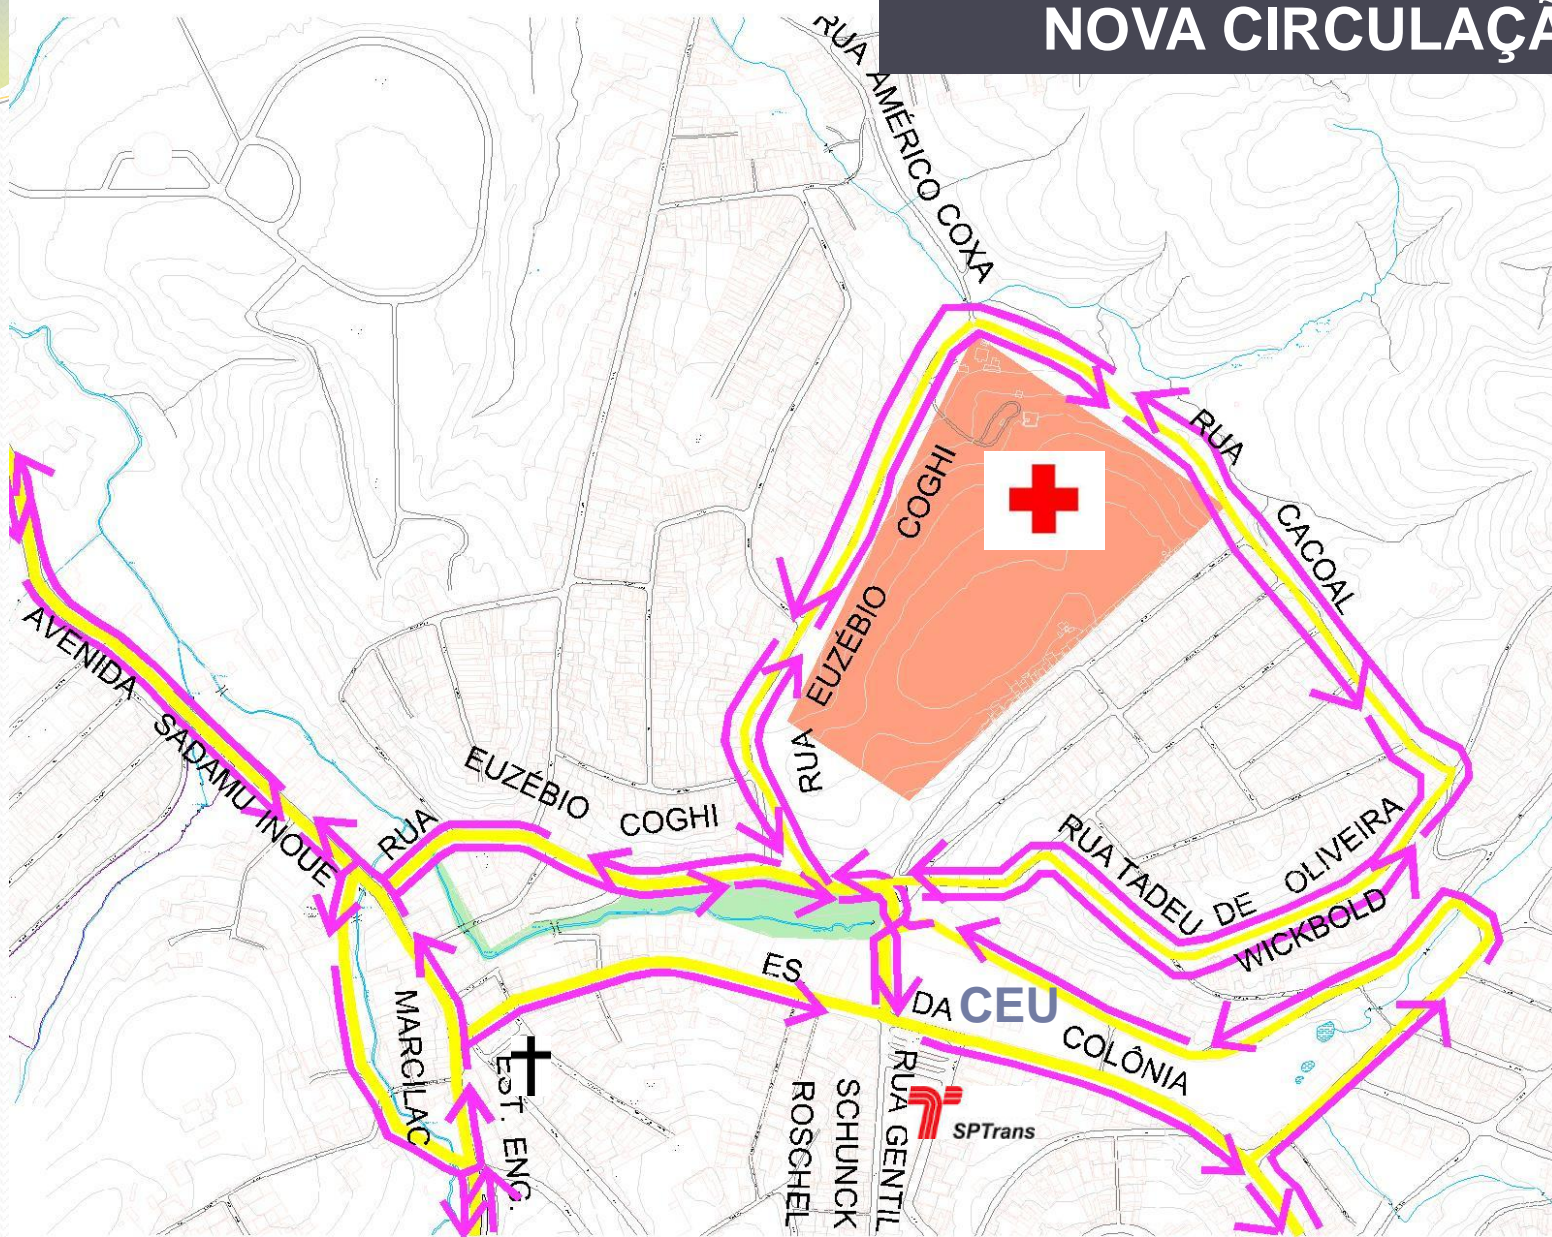 NOVA CIRCULAÇÃ
RUA AMÉRICO COXA
RUA
CACOAL
RUA EUZÉBIO COGHI
AVENIDA SADAMU INOUE
RUA EUZÉBIO COGHI
RUA TADEU DE OLIVEIRA
WICKBOLD
ES DA COLÔNIA
CEU
MARCILAC
EST. ENG.
ROSCHEL
SCHUNCK
RUA GENTIL
SPTrans